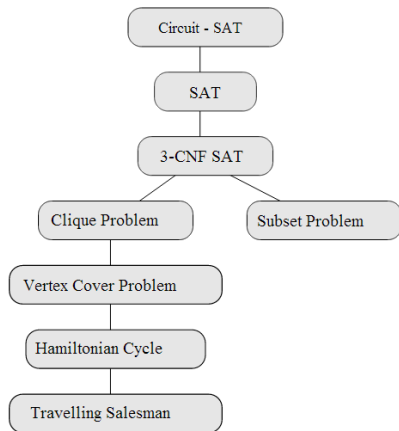 Circuit - SAT
SAT
3-CNF SAT
Clique Problem
Subset Problem
Vertex Cover Problem
Hamiltonian Cycle
Travelling Salesman